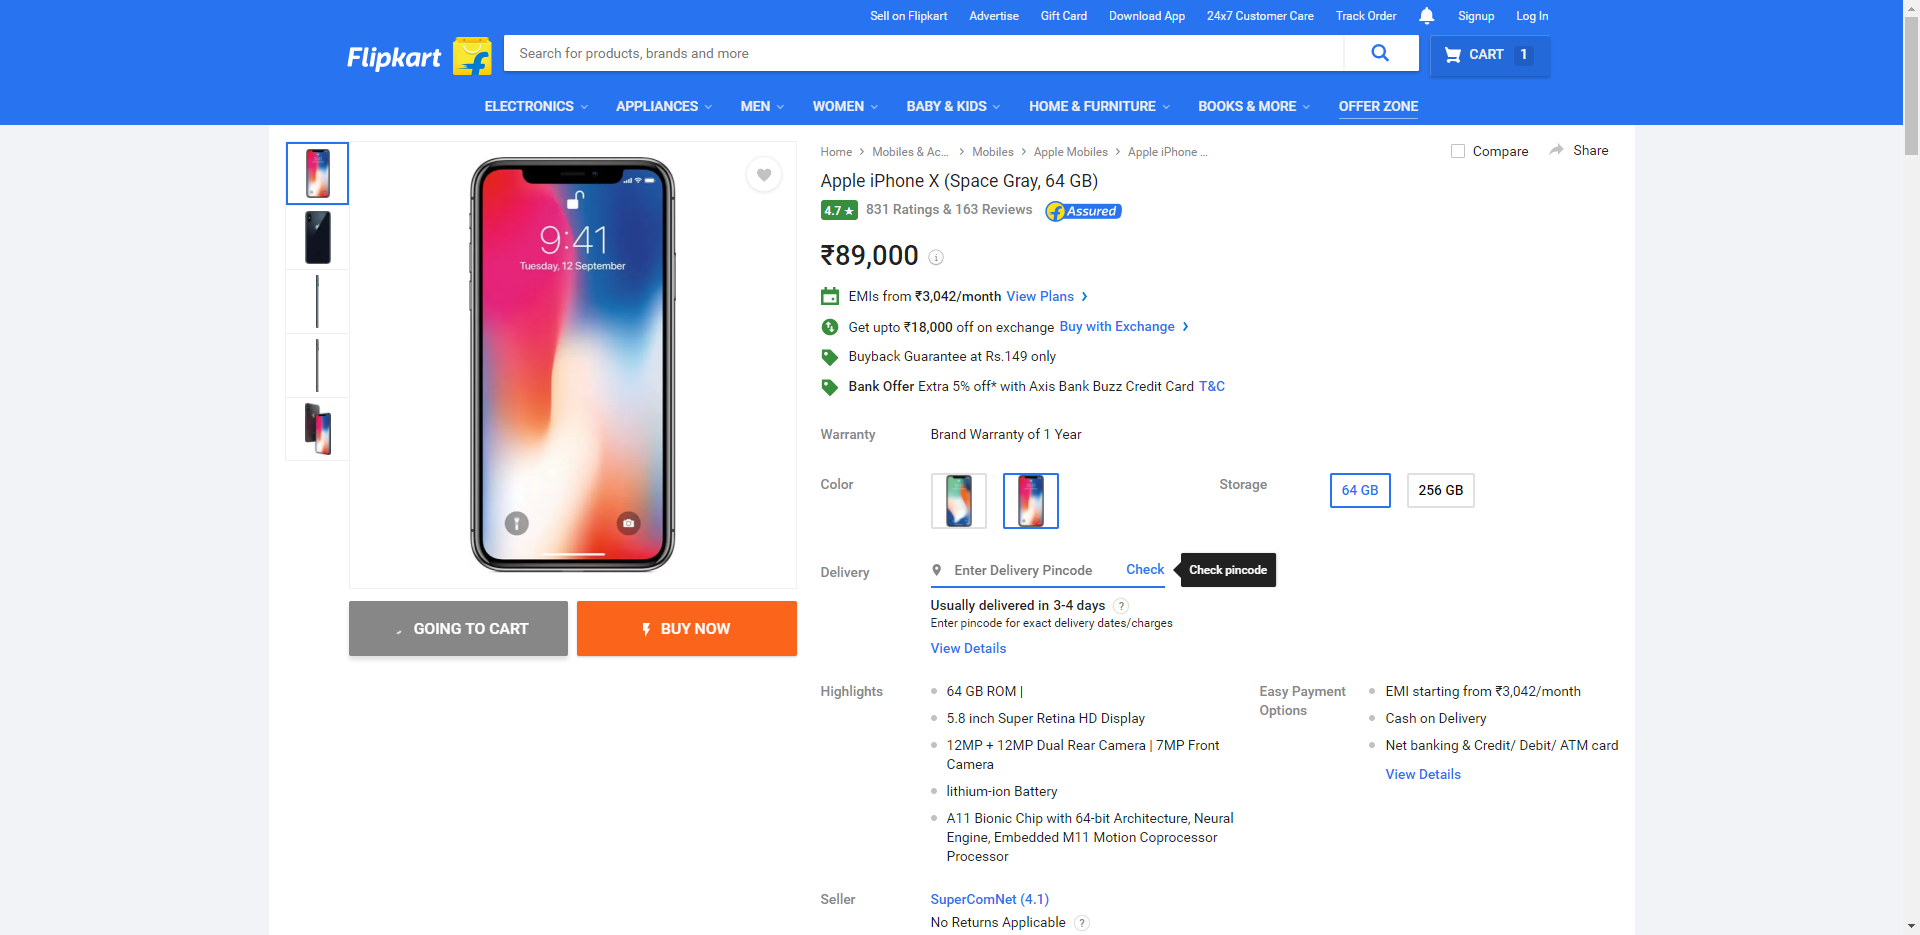 Sell on Flipkart Advertise Gift Card Download App 24x7 Customer Care Track Order Signup Log In
Flipkart Search for products, brands and more CART 1
ELECTRONICS APPLIANCES MEN WOMEN BABY & KIDS HOME & FURNITURE BOOKS & MORE OFFER ZONE
Home > Mobiles & Ac... > Mobiles > Apple Mobiles > Apple iPhone ... Compare Share
Apple iPhone X (Space Gray, 64 GB)
4.7 ★ 831 Ratings & 163 Reviews Assured
₹89,000
9:41
Tuesday, 12 September
EMIs from ₹3,042/month View Plans >
Get upto ₹18,000 off on exchange Buy with Exchange >
Buyback Guarantee at Rs.149 only
Bank Offer Extra 5% off* with Axis Bank Buzz Credit Card T&C
Warranty Brand Warranty of 1 Year
Color Storage 64 GB 256 GB
Delivery Enter Delivery Pincode Check Check pincode
Usually delivered in 3-4 days ?
Enter pincode for exact delivery dates/charges
View Details
GOING TO CART BUY NOW
Highlights
64 GB ROM |
5.8 inch Super Retina HD Display
12MP + 12MP Dual Rear Camera | 7MP Front
Camera
lithium-ion Battery
A11 Bionic Chip with 64-bit Architecture, Neural
Engine, Embedded M11 Motion Coprocessor
Processor
Easy Payment
Options
EMI starting from ₹3,042/month
Cash on Delivery
Net banking & Credit/ Debit/ ATM card
View Details
Seller SuperComNet (4.1)
No Returns Applicable ?